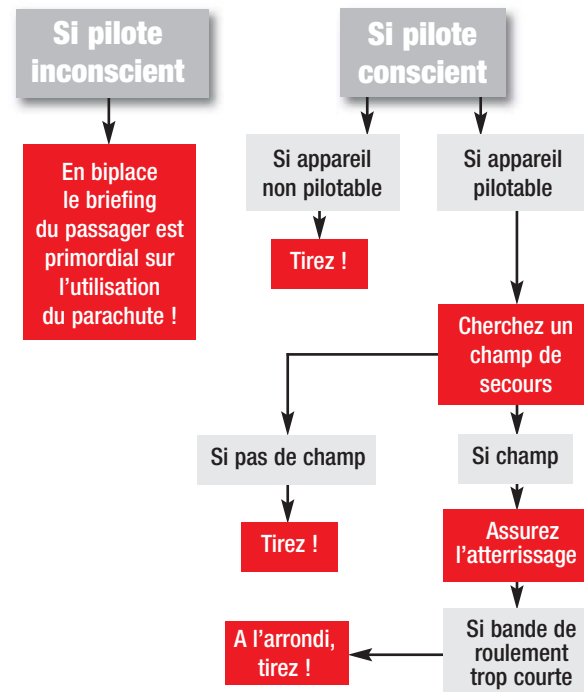 Si pilote
inconscient
En biplace
le briefing
du passager est
primordial sur
l'utilisation
du parachute !
Si pilote
conscient
Si appareil
non pilotable
Tirez !
Si appareil
pilotable
Cherchez un
champ de
secours
Si pas de champ
Tirez !
Si champ
Assurez
l'atterrissage
Si bande de
roulement
trop courte
A l'arrondi,
tirez !